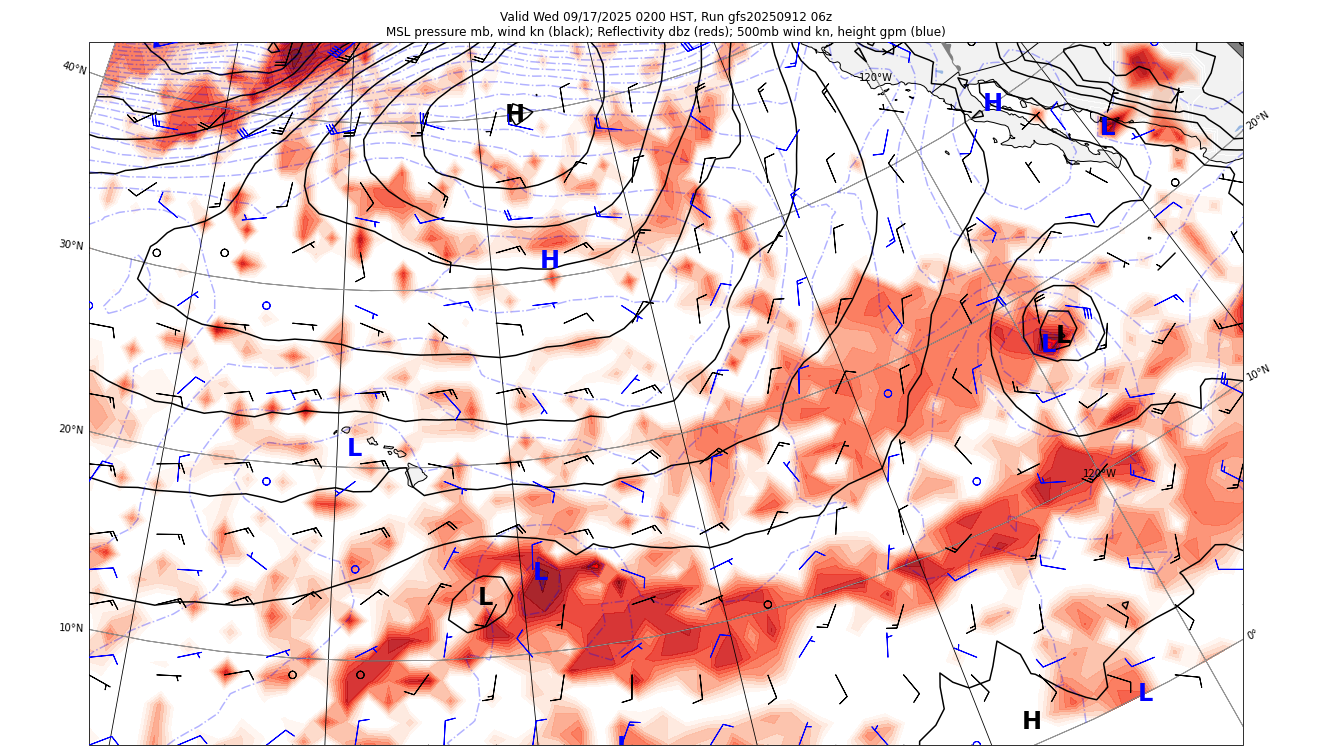 Valid Wed 09/17/2025 0200 HST, Run gfs20250912 06z
MSL pressure mb, wind kn (black); Reflectivity dbz (reds); 500mb wind kn, height gpm (blue)
40°N
120°W
H
H
L
20°N
30°N
H
L
L
10°N
20°N
L
120°W
L
L
10°N
0°
L
H
L